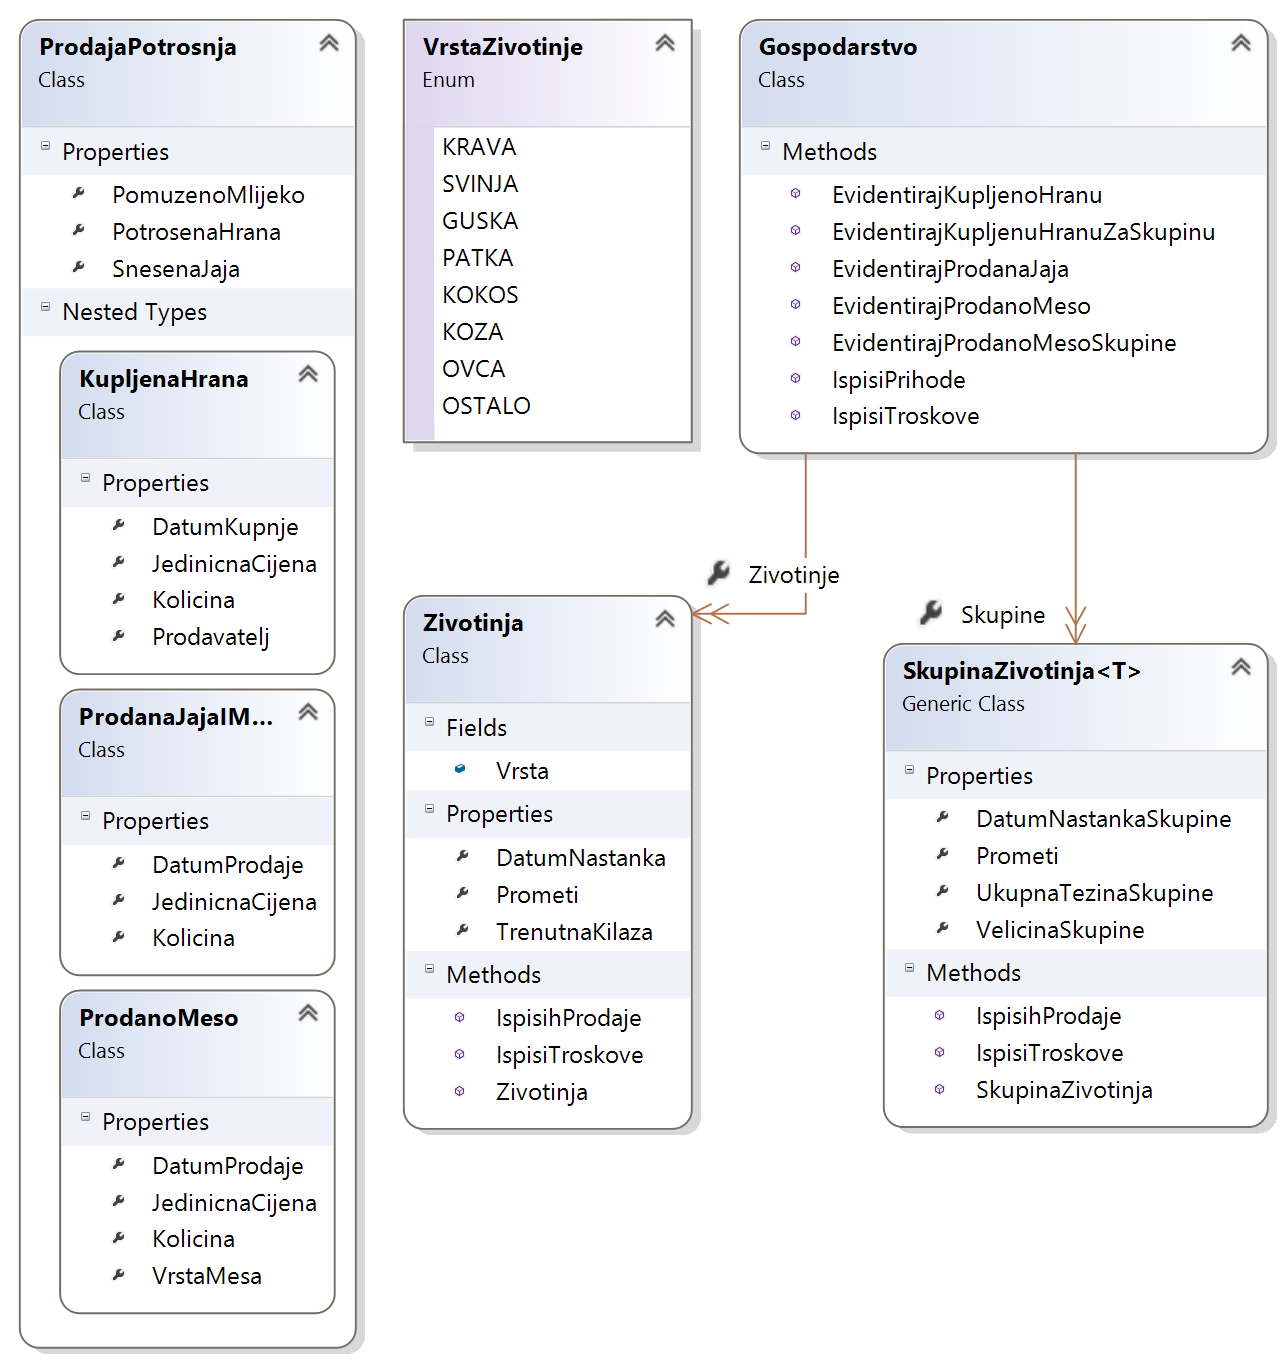 ProdajaPotrosnja
Class
Properties
PomuzenoMlijeko
PotrosenaHrana
SnesenaJaja
Nested Types
KupljenaHrana
Class
Properties
DatumKupnje
JedinicnaCijena
Kolicina
Prodavatelj
ProdanaJajaIM...
Class
Properties
DatumProdaje
JedinicnaCijena
Kolicina
ProdanoMeso
Class
Properties
DatumProdaje
JedinicnaCijena
Kolicina
VrstaMesa
VrstaZivotinje
Enum
KRAVA
SVINJA
GUSKA
PATKA
KOKOS
KOZA
OVCA
OSTALO
Gospodarstvo
Class
Methods
EvidentirajKupljenoHranu
EvidentirajKupljenuHranuZaSkupinu
EvidentirajProdanaJaja
EvidentirajProdanoMeso
EvidentirajProdanoMesoSkupine
IspisiPrihode
IspisiTroskove
Zivotinje
Skupine
Zivotinja
Class
Fields
Vrsta
Properties
DatumNastanka
Prometi
TrenutnaKilaza
Methods
IspisihProdaje
IspisiTroskove
Zivotinja
SkupinaZivotinja<T>
Generic Class
Properties
DatumNastankaSkupine
Prometi
UkupnaTezinaSkupine
VelicinaSkupine
Methods
IspisihProdaje
IspisiTroskove
SkupinaZivotinja